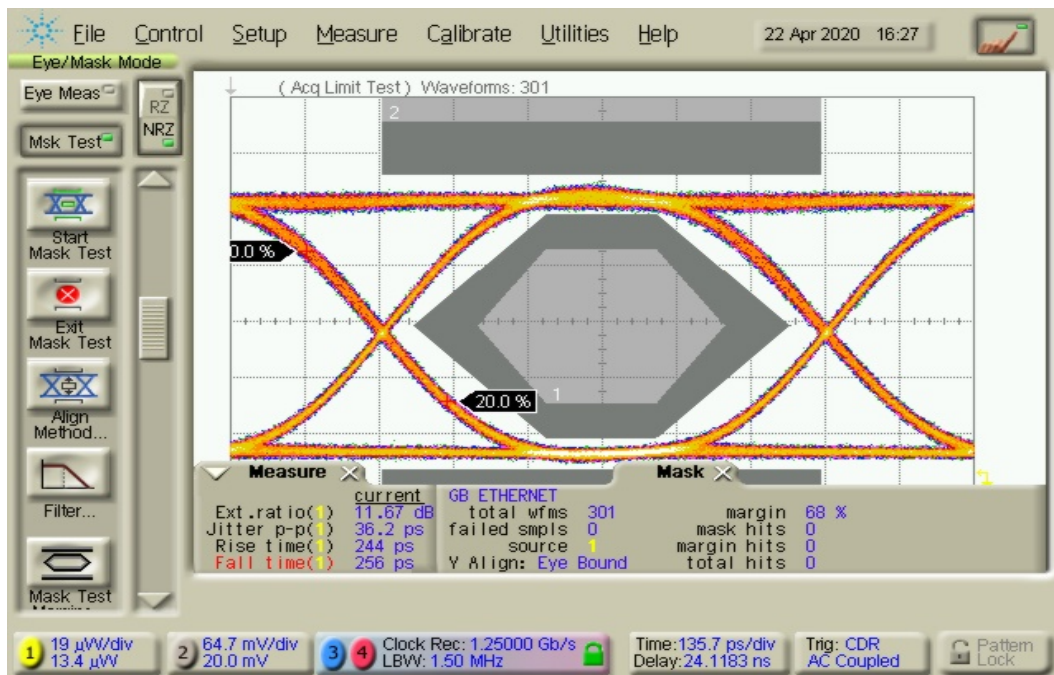 File Control Setup Measure Calibrate Utilities Help 22 Apr 2020 16:27
Eye/Mask Mode
Eye Meas
RZ
NRZ
Msk Test
Start
Mask Test
Exit
Mask Test
Align
Method...
Filter...
Mask Test
( Acq Limit Test ) Waveforms: 301
2
0.0 %
20.0 %
1
Measure
current
Ext.ratio(1) 11.67 dB
Jitter p-p(1) 36.2 ps
Rise time(1) 244 ps
Fall time(1) 256 ps
Mask
GB ETHERNET
total wfms 301 margin 68 %
failed smpls 0 mask hits 0
source 1 margin hits 0
Y Align: Eye Bound total hits 0
1 19 µW/div
13.4 µW
2 64.7 mV/div
20.0 mV
3 4 Clock Rec: 1.25000 Gb/s
LBW: 1.50 MHz
Time:135.7 ps/div
Delay:24.1183 ns
Trig: CDR
AC Coupled
Pattern
Lock